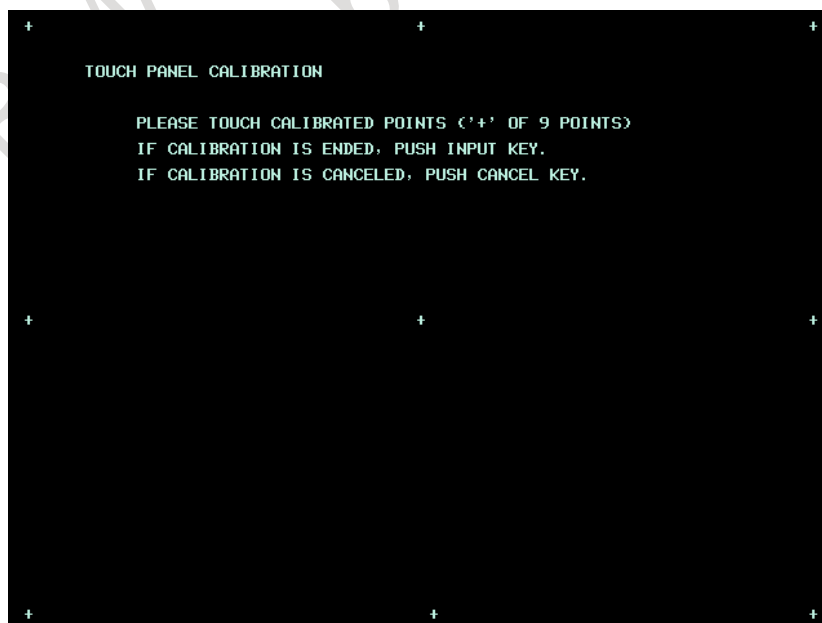 + + +
TOUCH PANEL CALIBRATION
PLEASE TOUCH CALIBRATED POINTS ('+' OF 9 POINTS)
IF CALIBRATION IS ENDED, PUSH INPUT KEY.
IF CALIBRATION IS CANCELED, PUSH CANCEL KEY.
+ + +
+ + +